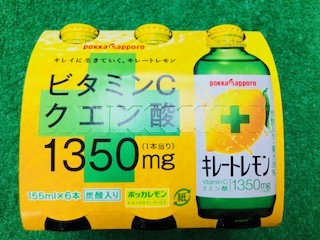 pokka sapporo
キレイに生きていく。キレートレモン
ビタミンC
クエン酸
(1本当り)
1350mg
155ml×6本
炭酸入り
ポッカレモン
紙
pokka sapporo
キレートレモン
Vitamin C
クエン酸
1350mg